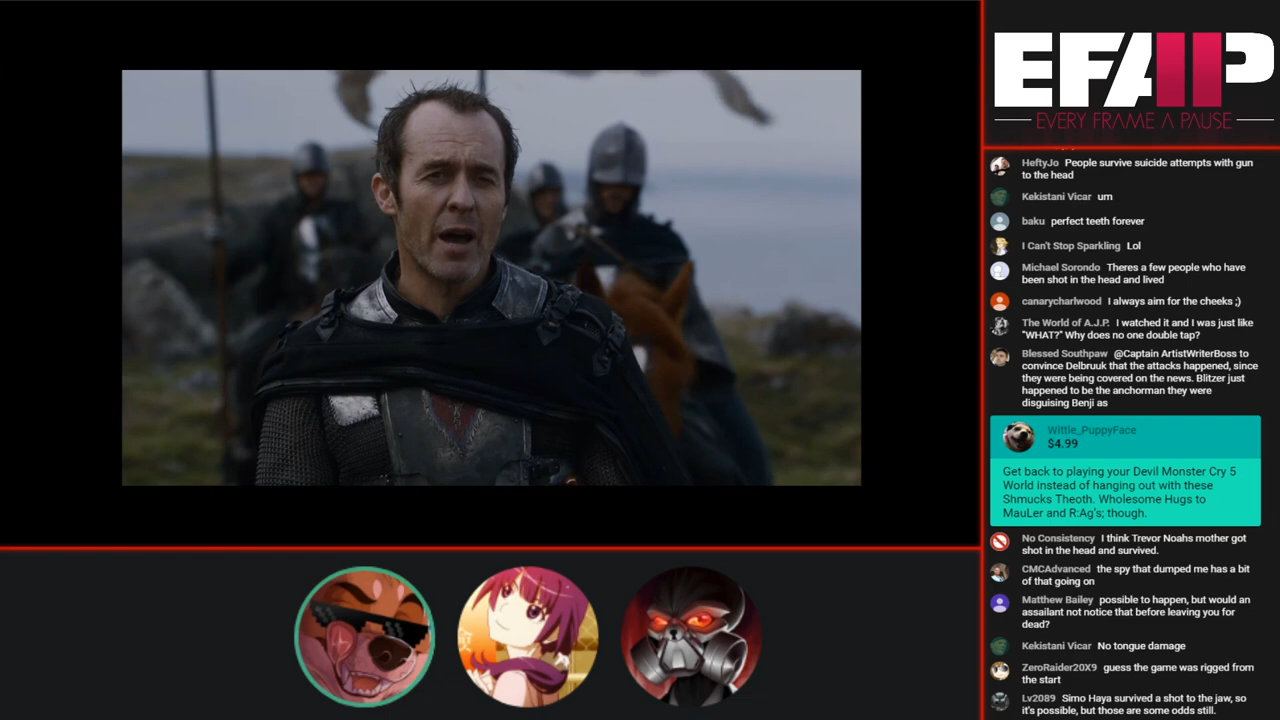 EFAP
EVERY FRAME A PAUSE
HeftyJo People survive suicide attempts with gun
to the head
Kekistani Vicar um
baku perfect teeth forever
I Can't Stop Sparkling Lol
Michael Sorondo Theres a few people who have
been shot in the head and lived
canarycharlwood I always aim for the cheeks ;)
The World of A.J.P. I watched it and I was just like
"WHAT?" Why does no one double tap?
Blessed Southpaw @Captain ArtistWriterBoss to
convince Delbruuk that the attacks happened, since
they were being covered on the news. Blitzer just
happened to be the anchorman they were
disguising Benji as
Wittle_PuppyFace
$4.99
Get back to playing your Devil Monster Cry 5
World instead of hanging out with these
Shmucks Theoth. Wholesome Hugs to
MauLer and R:Ag's; though.
No Consistency I think Trevor Noahs mother got
shot in the head and survived.
CMCAdvanced the spy that dumped me has a bit
of that going on
Matthew Bailey possible to happen, but would an
assailant not notice that before leaving you for
dead?
Kekistani Vicar No tongue damage
ZeroRaider20X9 guess the game was rigged from
the start
Lv2089 Simo Haya survived a shot to the jaw, so
it's possible, but those are some odds still.